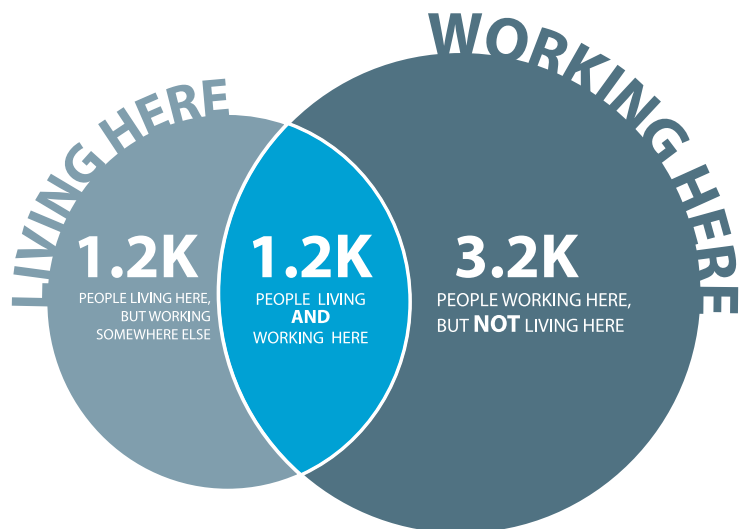 LIVING HERE
WORKING HERE
1.2K
PEOPLE LIVING HERE,
BUT WORKING
SOMEWHERE ELSE
1.2K
PEOPLE LIVING
AND
WORKING HERE
3.2K
PEOPLE WORKING HERE,
BUT NOT LIVING HERE